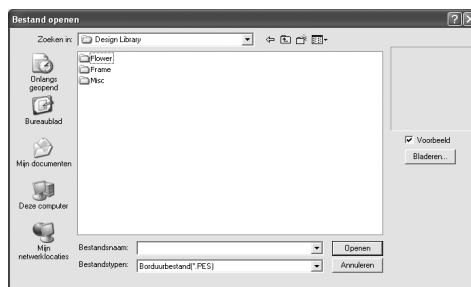 Bestand openen
Zoeken in: Design Library
Flower
Frame
Misc
Onlangs
geopend
Bureaublad
Mijn documenten
Deze computer
Mijn
netwerklocaties
Voorbeeld
Bladeren...
Bestandsnaam:
Openen
Bestandstypen: Borduurbestand(*.PES)
Annuleren